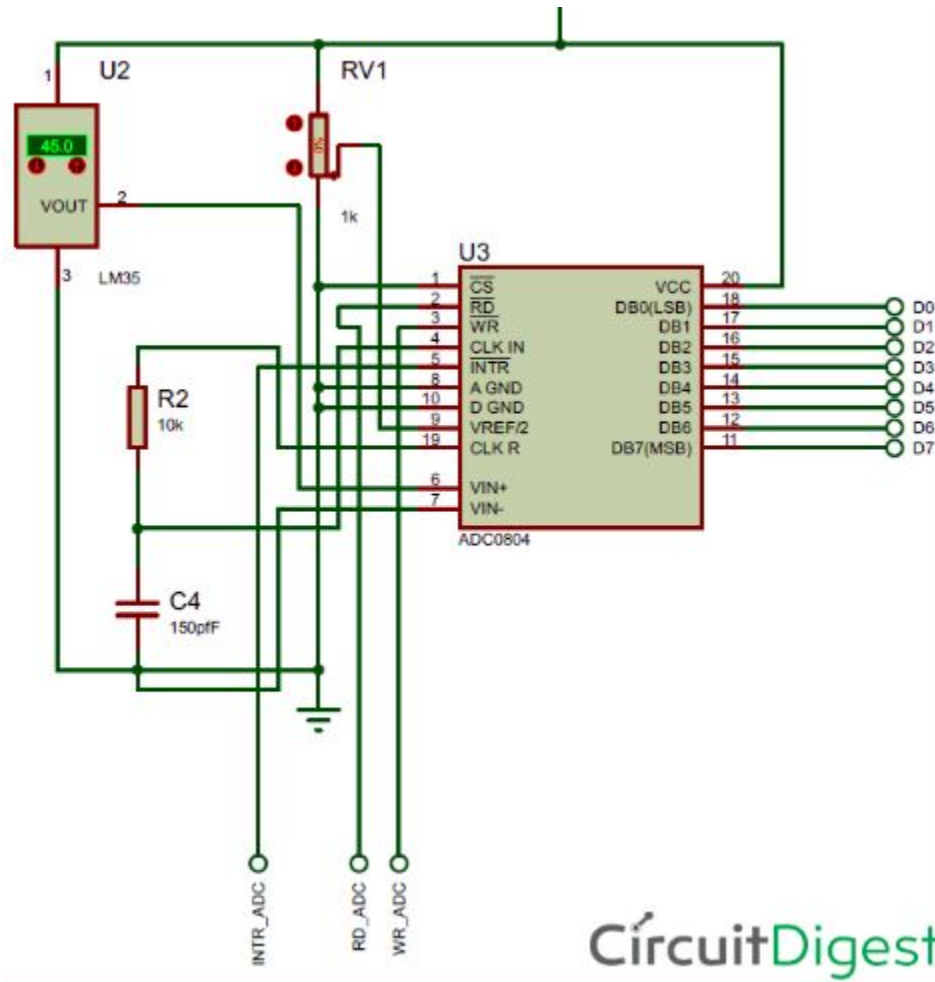 1
U2
45.0
VOUT
2
3
LM35
RV1
1k
U3
1
CS
2
RD
3
WR
4
CLK IN
5
INTR
8
A GND
10
D GND
9
VREF/2
19
CLK R
6
VIN+
7
VIN-
VCC
20
DB0(LSB)
18
D0
DB1
17
D1
DB2
16
D2
DB3
15
D3
DB4
14
D4
DB5
13
D5
DB6
12
D6
DB7(MSB)
11
D7
ADC0804
R2
10k
C4
150pfF
INTR_ADC
RD_ADC
WR_ADC
CircuitDigest